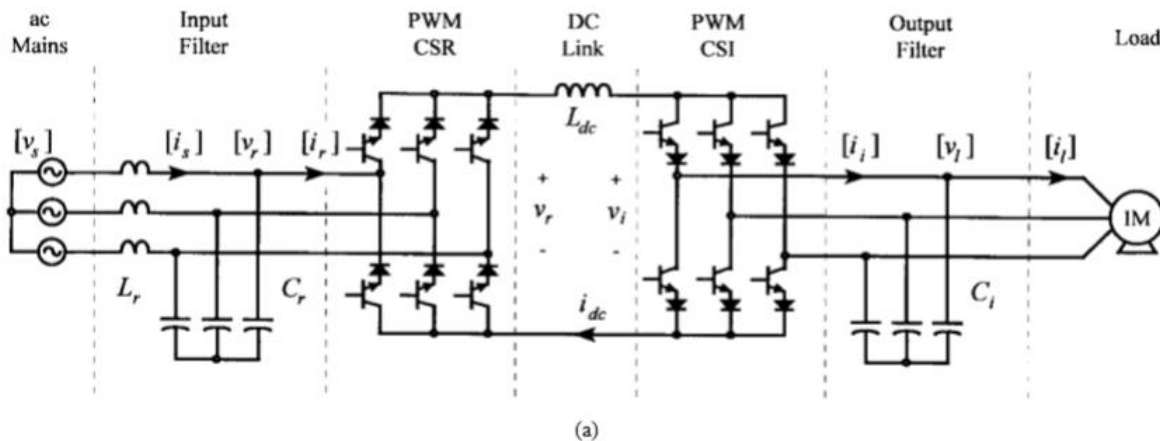 ac Mains
Input Filter
PWM CSR
DC Link
PWM CSI
Output Filter
Load
[v_s]
[i_s]
[v_r]
[i_r]
L_dc
[i_i]
[v_l]
[i_l]
+
v_r
-
+
v_i
-
IM
L_r
C_r
i_dc
C_i
(a)